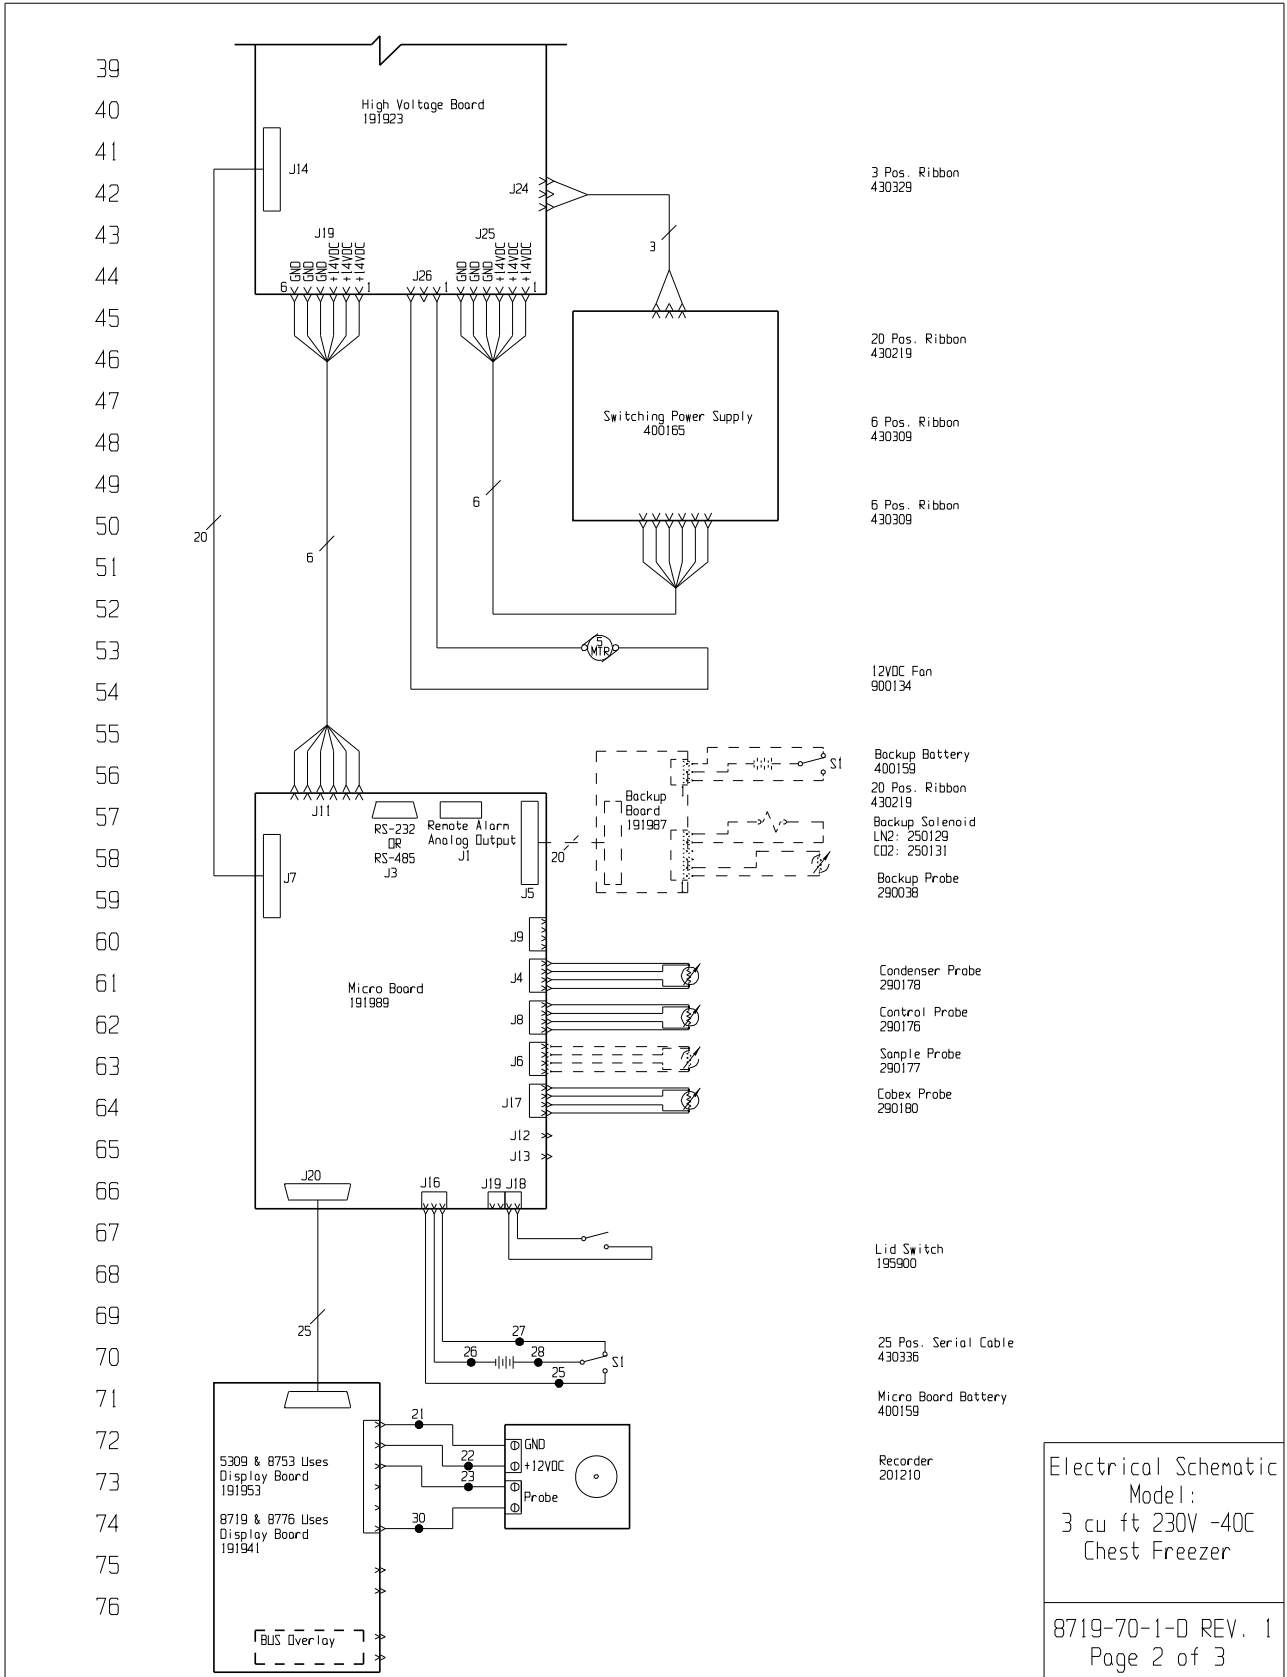 39
40
41
42
43
44
45
46
47
48
49
50
51
52
53
54
55
56
57
58
59
60
61
62
63
64
65
66
67
68
69
70
71
72
73
74
75
76
High Voltage Board
191923
J14
J24
J19
J25
GND
GND
GND
+14VDC
+14VDC
+14VDC
GND
GND
GND
+14VDC
+14VDC
+14VDC
6
1
J26
1
1
3
Switching Power Supply
400165
20
6
6
5
MTR
J11
RS-232
OR
RS-485
J3
Remote Alarm
Analog Output
J1
J5
J7
20
Backup
Board
191987
1
1
S1
J9
J4
J8
J6
J17
J12
J13
Micro Board
191989
J20
J16
J19
J18
25
27
26
28
25
S1
5309 & 8753 Uses
Display Board
191953
8719 & 8776 Uses
Display Board
191941
BUS Overlay
21
22
23
30
GND
+12VDC
Probe
3 Pos. Ribbon
430329
20 Pos. Ribbon
430219
6 Pos. Ribbon
430309
6 Pos. Ribbon
430309
12VDC Fan
900134
Backup Battery
400159
20 Pos. Ribbon
430219
Backup Solenoid
LN2: 250129
CO2: 250131
Backup Probe
290038
Condenser Probe
290178
Control Probe
290176
Sample Probe
290177
Cobex Probe
290180
Lid Switch
195900
25 Pos. Serial Cable
430336
Micro Board Battery
400159
Recorder
201210
Electrical Schematic
Model:
3 cu ft 230V -40C
Chest Freezer
8719-70-1-D REV. 1
Page 2 of 3